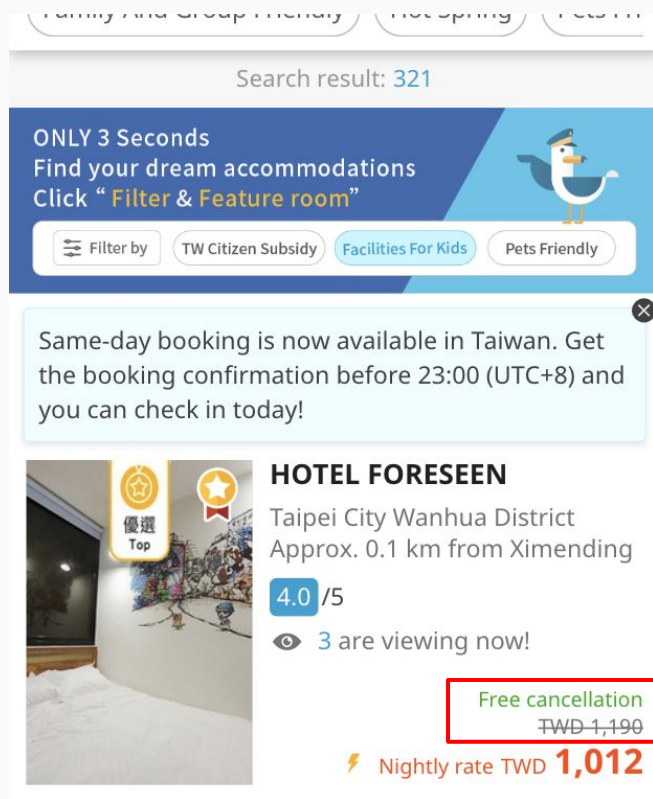 Search result: 321
ONLY 3 Seconds
Find your dream accommodations
Click “ Filter & Feature room”
Filter by
TW Citizen Subsidy
Facilities For Kids
Pets Friendly
Same-day booking is now available in Taiwan. Get
the booking confirmation before 23:00 (UTC+8) and
you can check in today!
優選
Top
HOTEL FORESEEN
Taipei City Wanhua District
Approx. 0.1 km from Ximending
4.0 /5
3 are viewing now!
Free cancellation
TWD 1,190
Nightly rate TWD 1,012